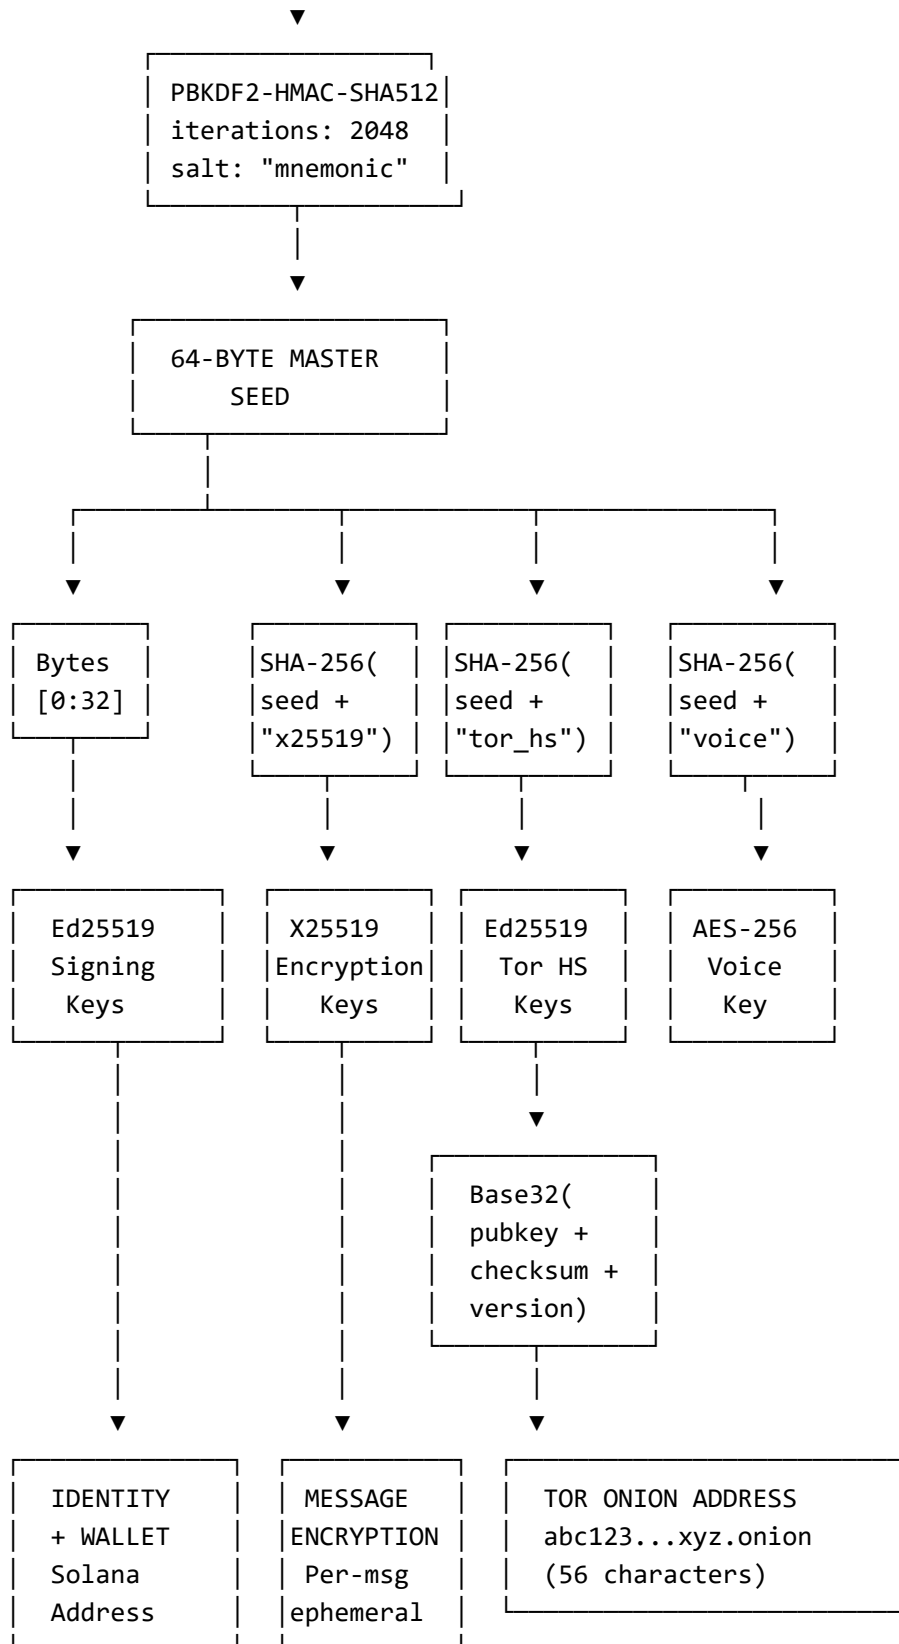 PBKDF2-HMAC-SHA512
iterations: 2048
salt: "mnemonic"
64-BYTE MASTER
SEED
Bytes
[0:32]
SHA-256(
seed +
"x25519")
SHA-256(
seed +
"tor_hs")
SHA-256(
seed +
"voice")
Ed25519
Signing
Keys
X25519
Encryption
Keys
Ed25519
Tor HS
Keys
AES-256
Voice
Key
Base32(
pubkey +
checksum +
version)
IDENTITY
+ WALLET
Solana
Address
MESSAGE
ENCRYPTION
Per-msg
ephemeral
TOR ONION ADDRESS
abc123...xyz.onion
(56 characters)